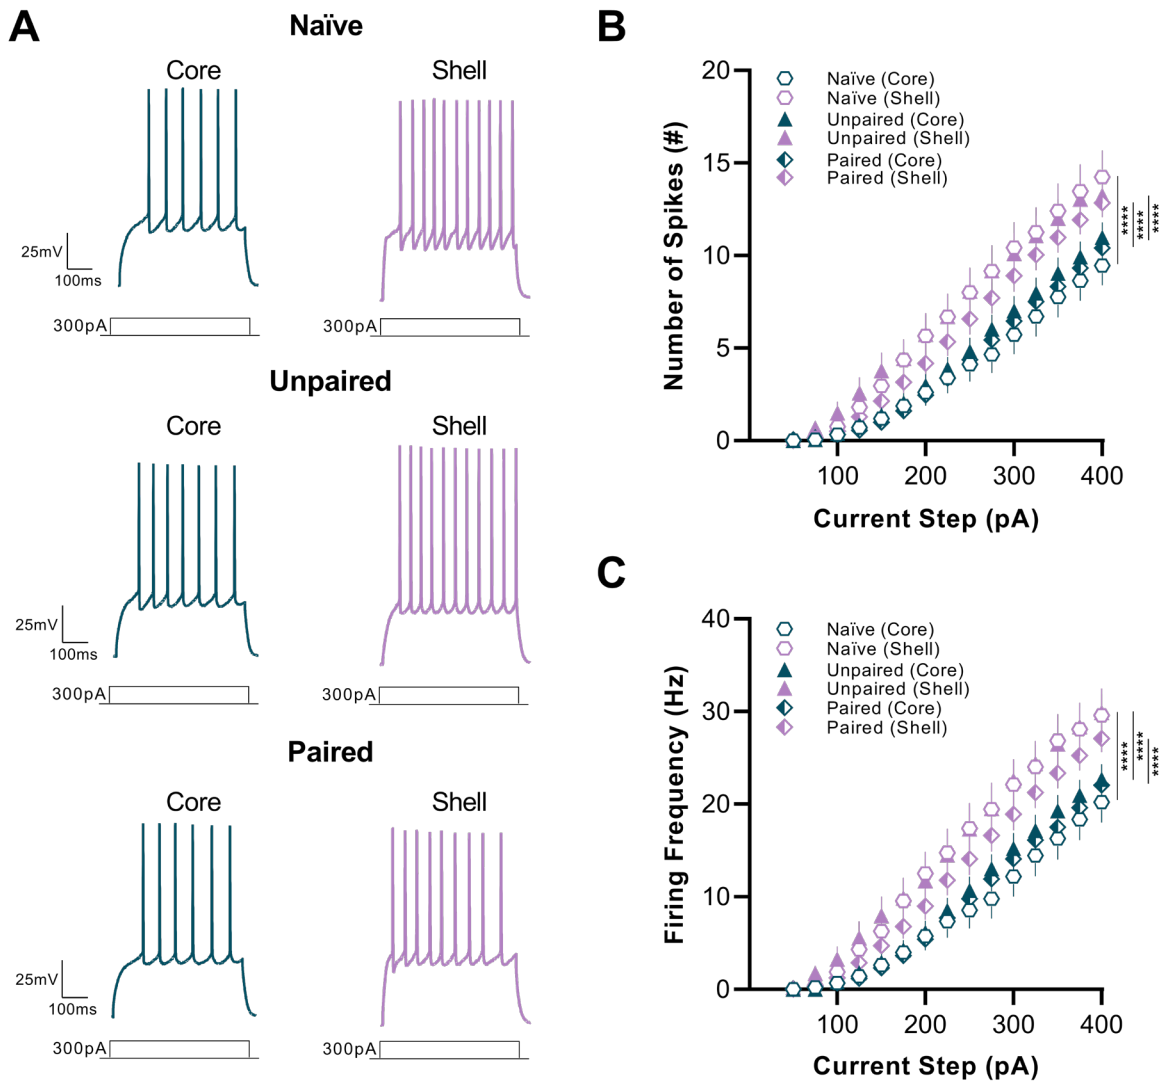 A
Naïve
Core
Shell
25mV
100ms
300pA
300pA
Unpaired
Core
Shell
25mV
100ms
300pA
300pA
Paired
Core
Shell
25mV
100ms
300pA
300pA
B
Number of Spikes (#)
20
15
10
5
0
Naïve (Core)
Naïve (Shell)
Unpaired (Core)
Unpaired (Shell)
Paired (Core)
Paired (Shell)
****
****
****
100 200 300 400
Current Step (pA)
C
Firing Frequency (Hz)
40
30
20
10
0
Naïve (Core)
Naïve (Shell)
Unpaired (Core)
Unpaired (Shell)
Paired (Core)
Paired (Shell)
****
****
****
100 200 300 400
Current Step (pA)